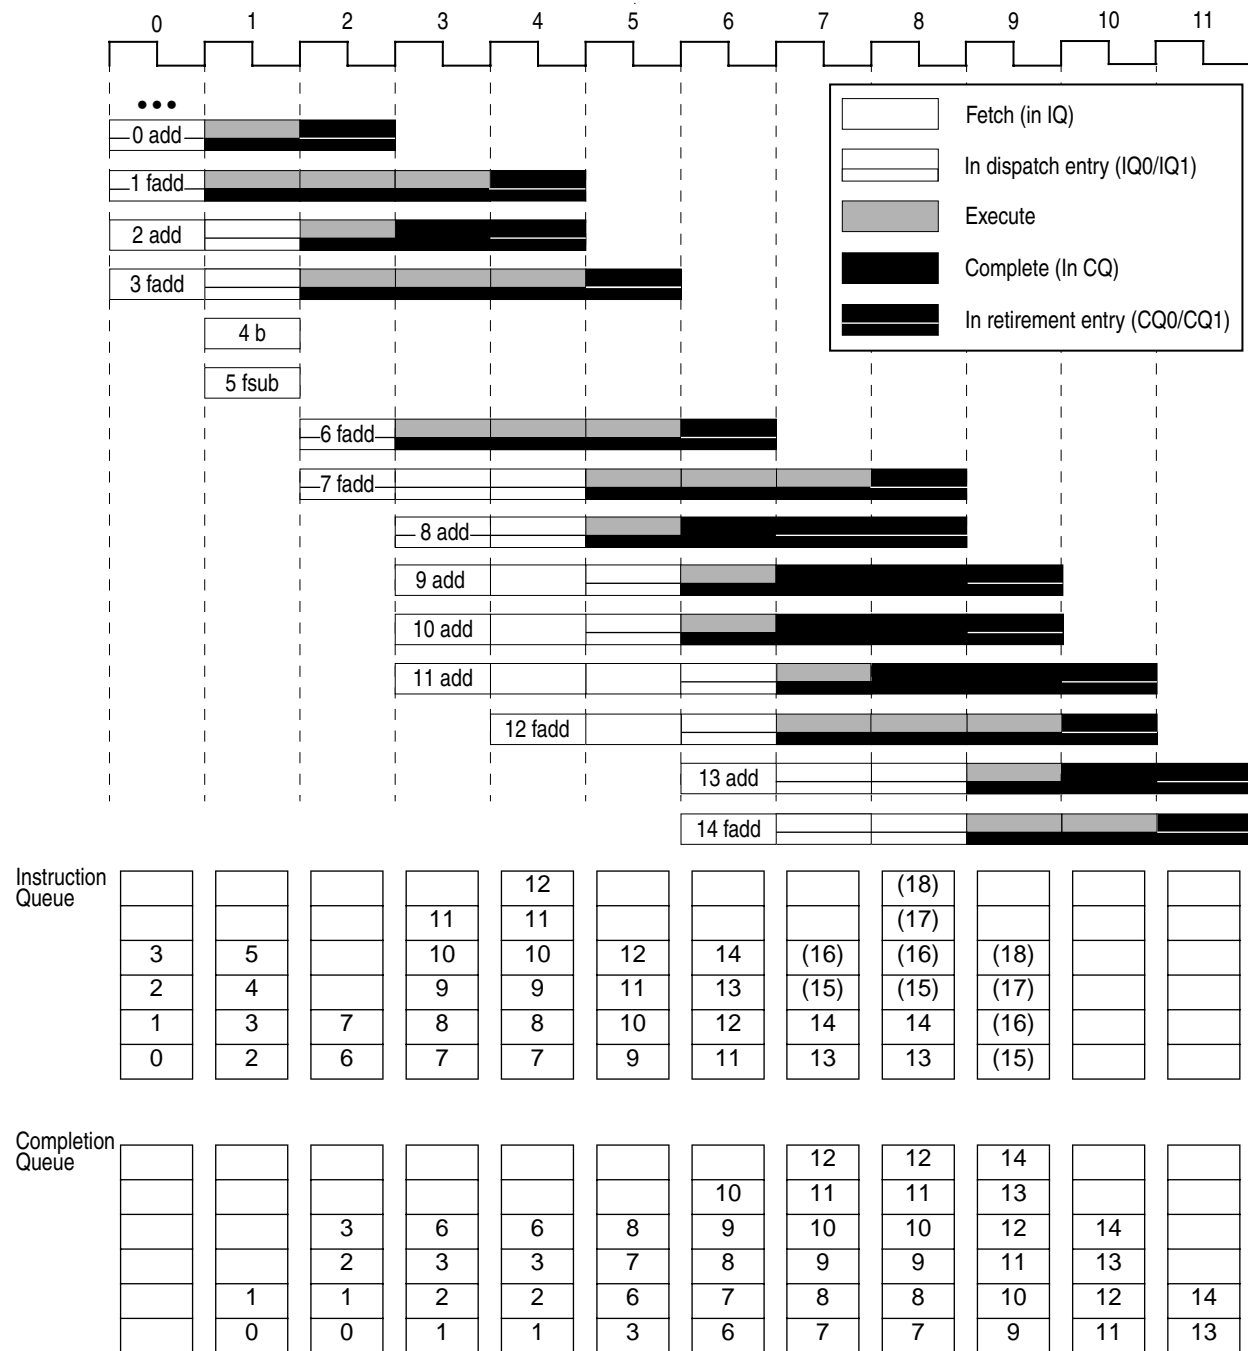 0 1 2 3 4 5 6 7 8 9 10 11
•••
0 add
1 fadd
2 add
3 fadd
4 b
5 fsub
6 fadd
7 fadd
8 add
9 add
10 add
11 add
12 fadd
13 add
14 fadd
Fetch (in IQ)
In dispatch entry (IQ0/IQ1)
Execute
Complete (In CQ)
In retirement entry (CQ0/CQ1)
Instruction
Queue
12 (18)
11 11 (17)
3 5 10 10 12 14 (16) (16) (18)
2 4 9 9 11 13 (15) (15) (17)
1 3 7 8 8 10 12 14 14 (16)
0 2 6 7 7 9 11 13 13 (15)
Completion
Queue
12 12 14
10 11 11 13
3 6 6 8 9 10 10 12 14
2 3 3 7 8 9 9 11 13
1 1 2 2 6 7 8 8 10 12 14
0 0 1 1 3 6 7 7 9 11 13